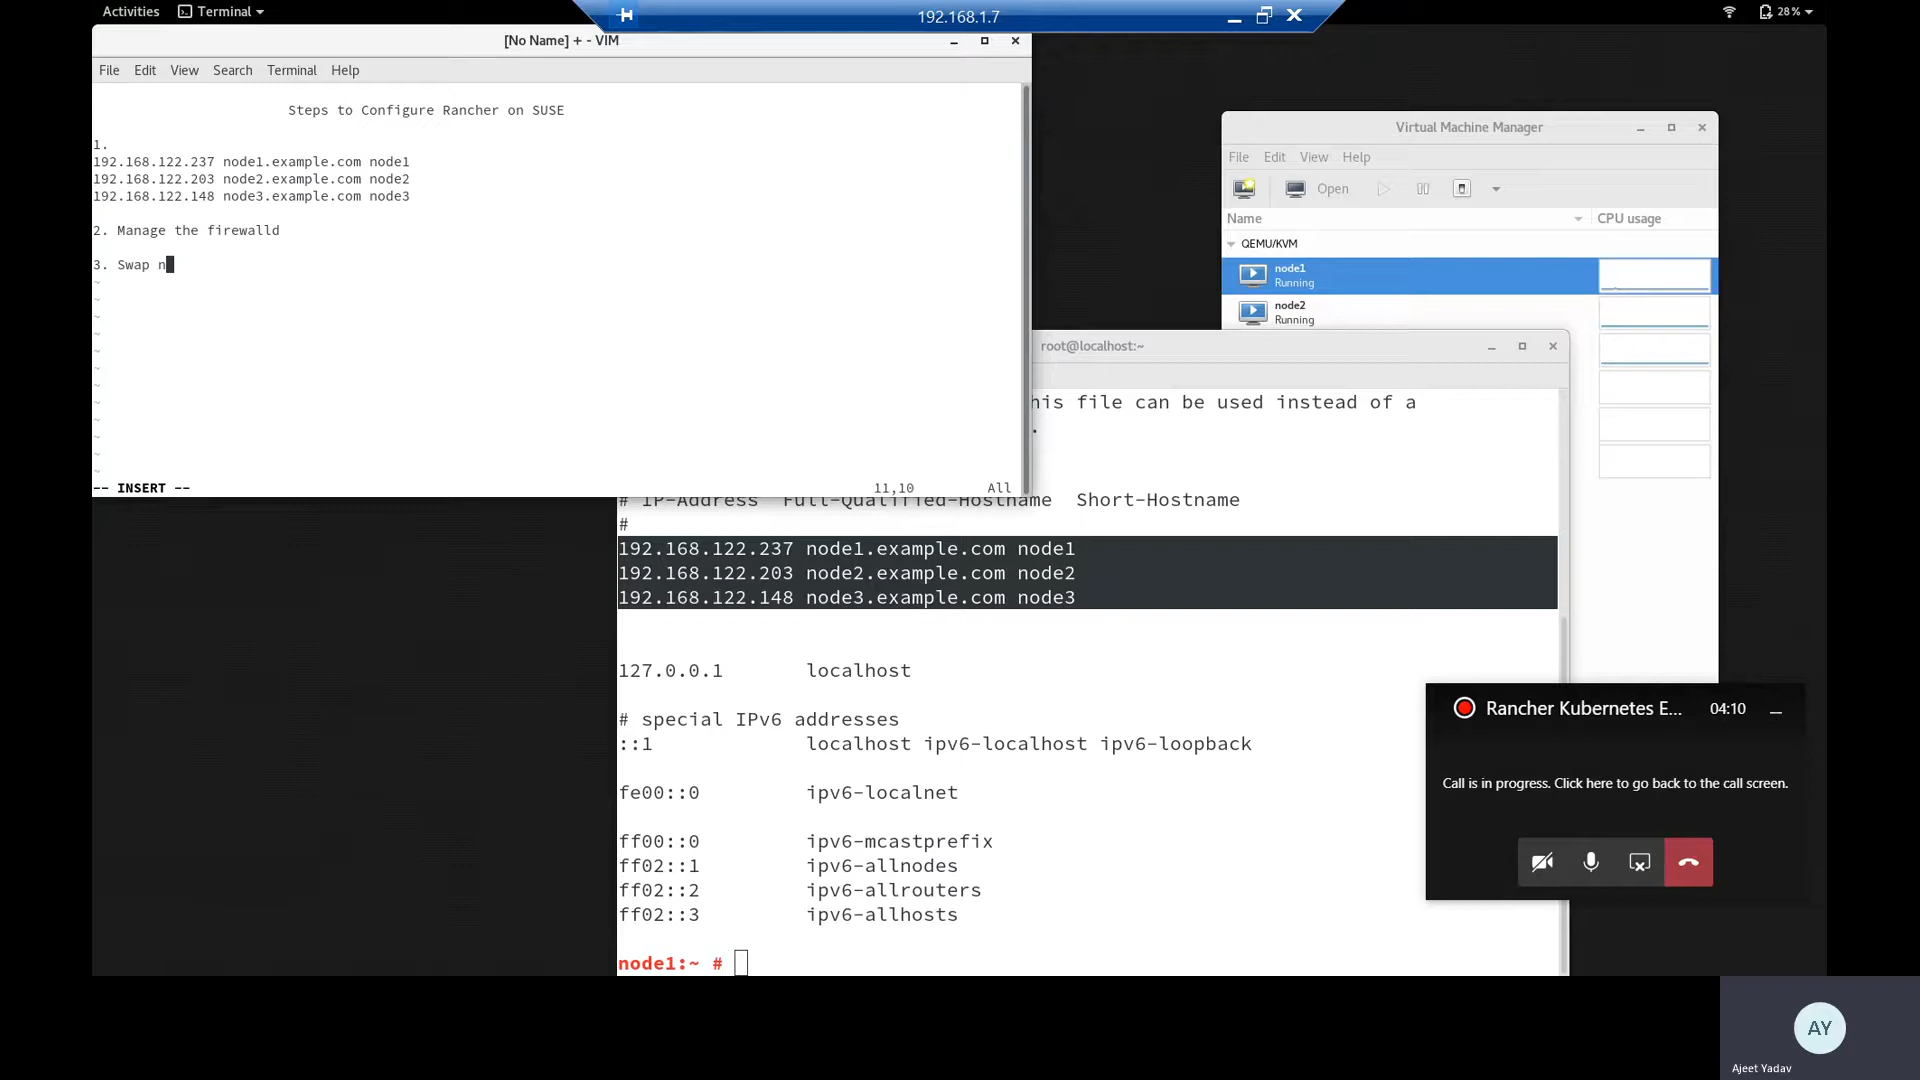 Activities
Terminal
192.168.1.7
28%
[No Name] + - VIM
File Edit View Search Terminal Help
Steps to Configure Rancher on SUSE
1.
192.168.122.237 node1.example.com node1
192.168.122.203 node2.example.com node2
192.168.122.148 node3.example.com node3
2. Manage the firewalld
3. Swap n
~
~
~
~
~
~
~
~
~
~
~
~
-- INSERT --
11,10
All
Virtual Machine Manager
File Edit View Help
Open
Name
CPU usage
QEMU/KVM
node1
Running
node2
Running
root@localhost:~
his file can be used instead of a
.
# IP-Address Full-Qualified-Hostname Short-Hostname
#
192.168.122.237 node1.example.com node1
192.168.122.203 node2.example.com node2
192.168.122.148 node3.example.com node3
127.0.0.1 localhost
# special IPv6 addresses
::1 localhost ipv6-localhost ipv6-loopback
fe00::0 ipv6-localnet
ff00::0 ipv6-mcastprefix
ff02::1 ipv6-allnodes
ff02::2 ipv6-allrouters
ff02::3 ipv6-allhosts
node1:~ #
Rancher Kubernetes E...
04:10
Call is in progress. Click here to go back to the call screen.
AY
Ajeet Yadav